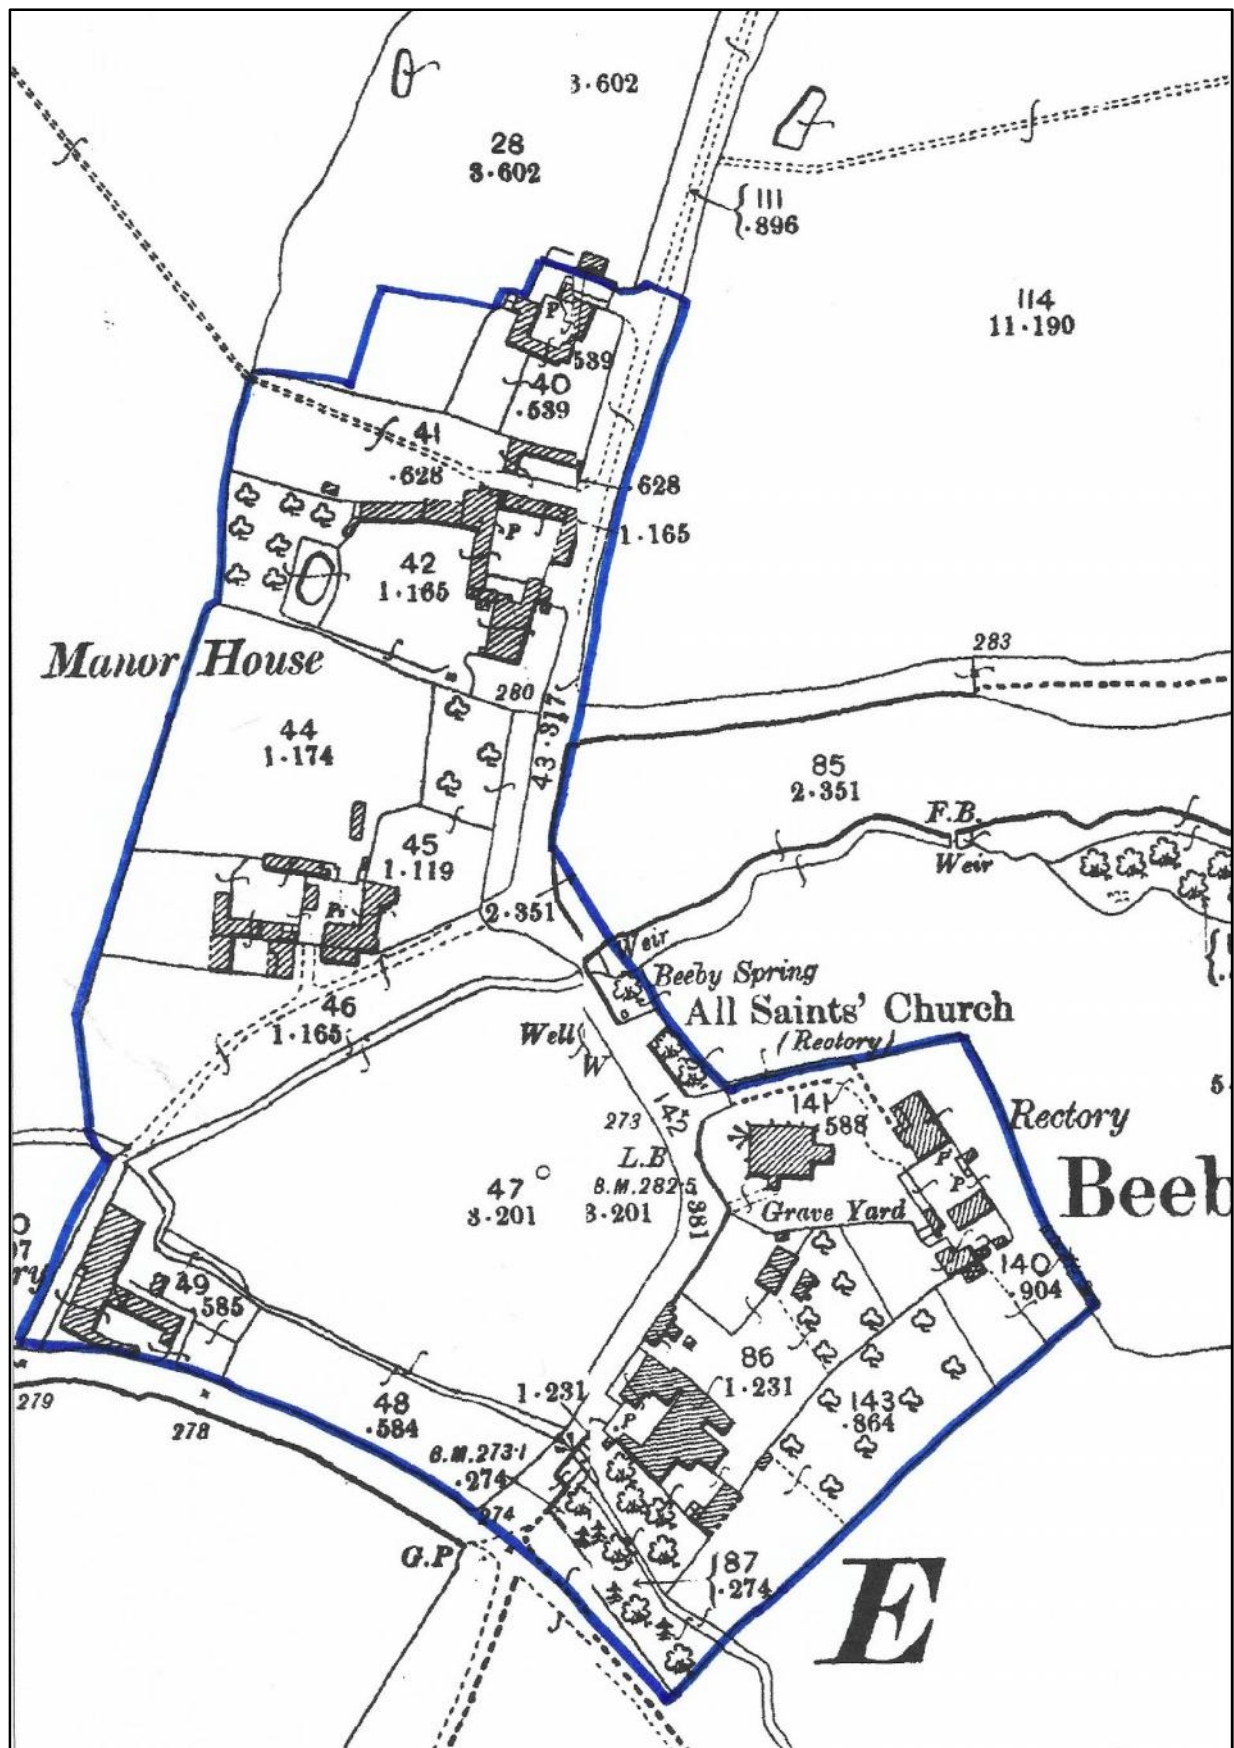 3.602
28
3.602
111
.896
114
11.190
P
.539
40
.539
41
.628
.628
P
1.165
42
1.165
Manor House
283
280
43 .317
44
1.174
85
2.351
F.B.
Weir
45
1.119
2.351
Weir
Beeby Spring
All Saints' Church
(Rectory)
46
1.165
Well
W
142
.381
273
141
.588
Rectory
L.B
B.M.282.5
47
3.201
3.201
P
P
Beeb
Grave Yard
49
.585
140
.904
86
1.231
1.231
279
278
48
.584
143
.864
P
B.M.273.1
.274
274
G.P
87
.274
E